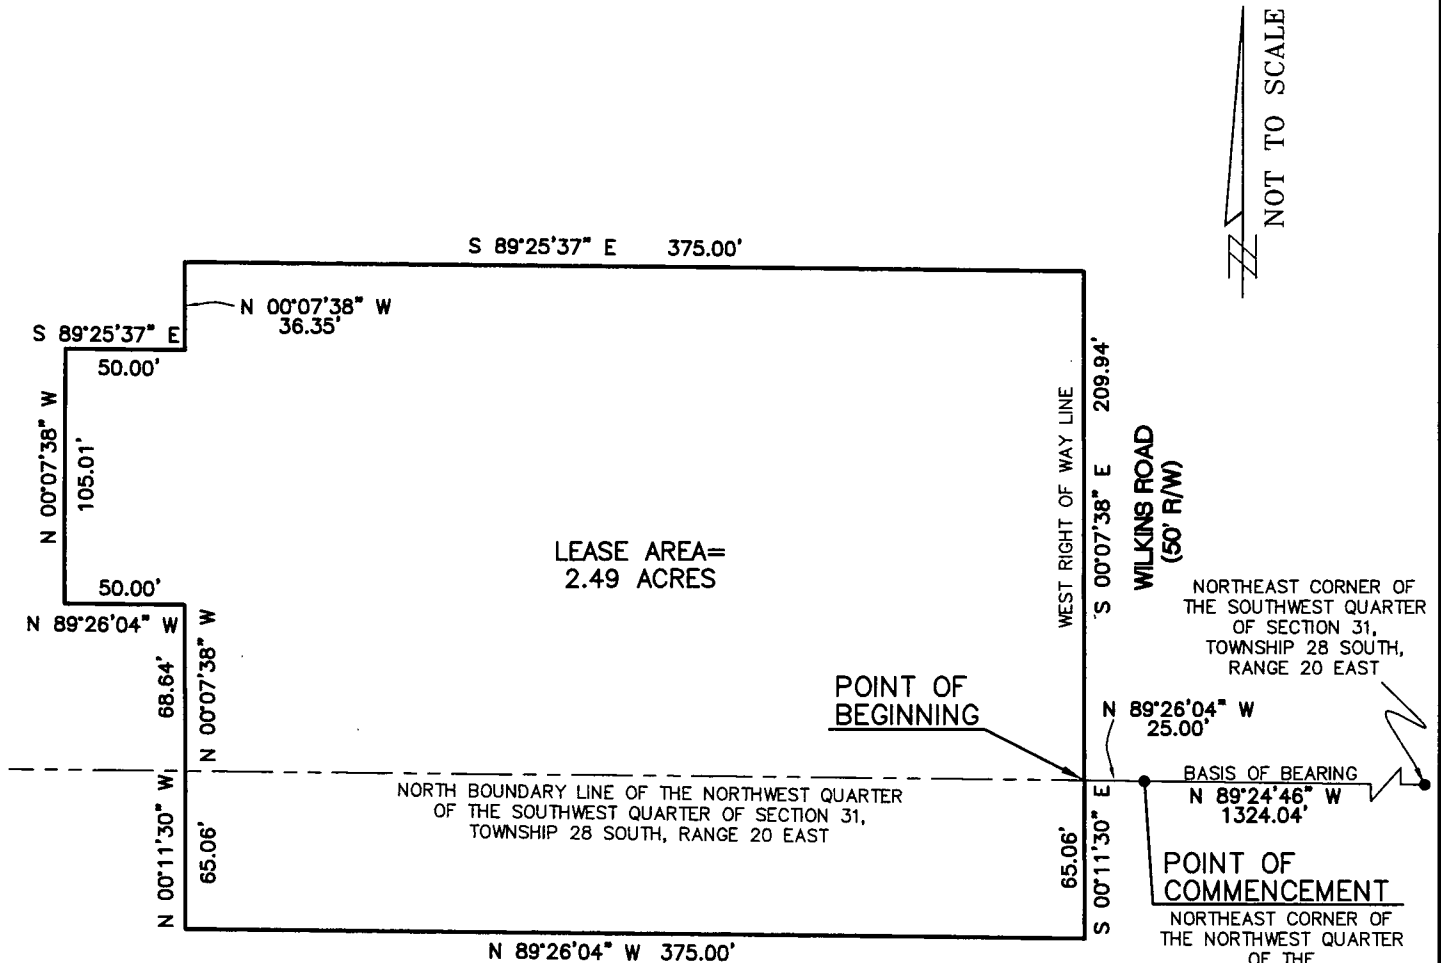 NOT TO SCALE
S 89°25'37" E 375.00'
N 00°07'38" W
36.35'
S 89°25'37" E
50.00'
N 00°07'38" W
105.01'
50.00'
N 89°26'04" W
68.64'
N 00°07'38" W
LEASE AREA=
2.49 ACRES
WEST RIGHT OF WAY LINE
S 00°07'38" E 209.94'
WILKINS ROAD
(50' R/W)
NORTHEAST CORNER OF
THE SOUTHWEST QUARTER
OF SECTION 31,
TOWNSHIP 28 SOUTH,
RANGE 20 EAST
POINT OF
BEGINNING
N 89°26'04" W
25.00'
BASIS OF BEARING
N 89°24'46" W
1324.04'
NORTH BOUNDARY LINE OF THE NORTHWEST QUARTER
OF THE SOUTHWEST QUARTER OF SECTION 31,
TOWNSHIP 28 SOUTH, RANGE 20 EAST
N 00°11'30" W
65.06'
65.06'
S 00°11'30" E
POINT OF
COMMENCEMENT
NORTHEAST CORNER OF
THE NORTHWEST QUARTER
OF THE
N 89°26'04" W 375.00'